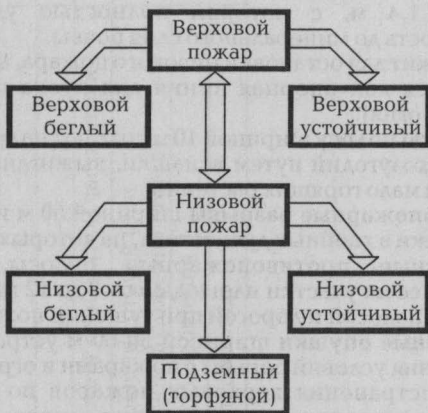 Верховой
пожар
Верховой
беглый
Верховой
устойчивый
Низовой
пожар
Низовой
беглый
Низовой
устойчивый
Подземный
(торфяной)